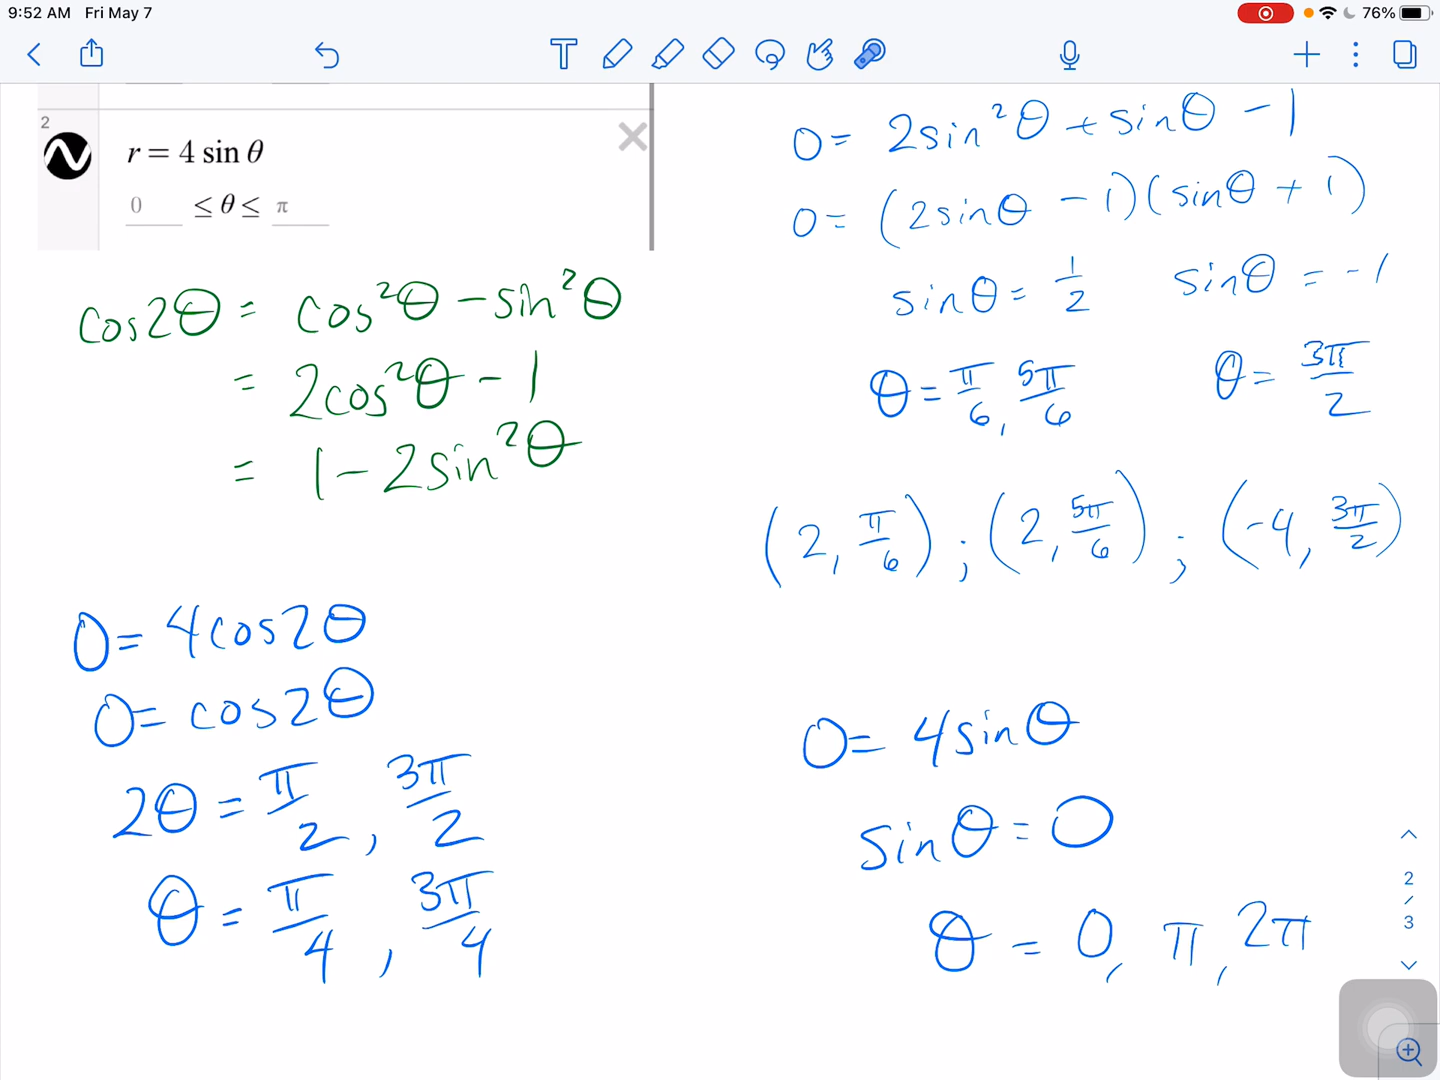 9:52 AM Fri May 7
76%
T
2
r = 4 sin θ
0 ≤ θ ≤ π
cos2θ = cos²θ - sin²θ
= 2cos²θ - 1
= 1 - 2sin²θ
0 = 4cos2θ
0 = cos2θ
2θ = π/2, 3π/2
θ = π/4, 3π/4
0 = 2sin²θ + sinθ - 1
0 = (2sinθ - 1)(sinθ + 1)
sinθ = 1/2 sinθ = -1
θ = π/6, 5π/6 θ = 3π/2
(2, π/6); (2, 5π/6); (-4, 3π/2)
0 = 4sinθ
sinθ = 0
θ = 0, π, 2π
2
/
3